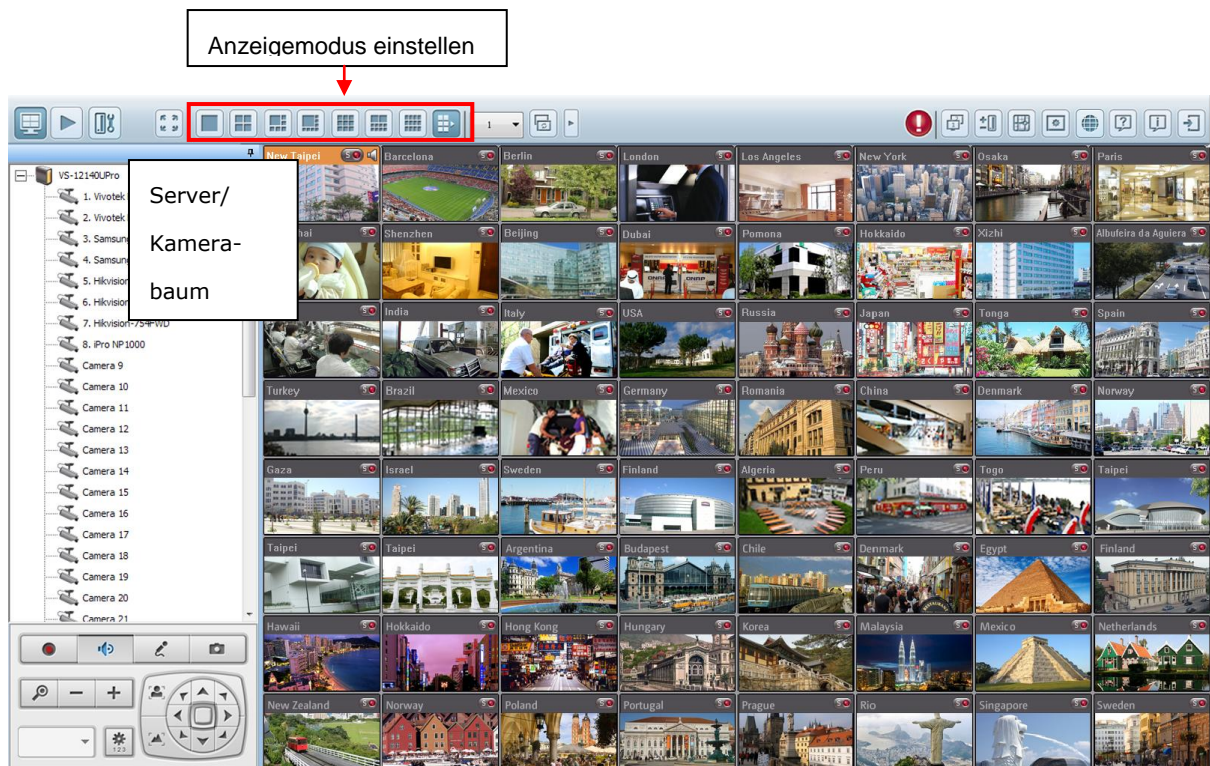 Anzeigemodus einstellen
1
New Taipei Barcelona Berlin London Los Angeles New York Osaka Paris
VS-12140UPro
Server/
Kamera-
baum
1. Vivotek
2. Vivotek
3. Samsung
4. Samsung
5. Hikvision
6. Hikvision
7. Hikvision-754FWD
8. iPro NP1000
Camera 9
Camera 10
Camera 11
Camera 12
Camera 13
Camera 14
Camera 15
Camera 16
Camera 17
Camera 18
Camera 19
Camera 20
Camera 21
123
Shenzhen Beijing Dubai Pomona Hokkaido Xizhi Albufeira da Aguiera
India Italy USA Russia Japan Tonga Spain
Turkey Brazil Mexico Germany Romania China Denmark Norway
Gaza Israel Sweden Finland Algeria Peru Togo Taipei
Taipei Taipei Argentina Budapest Chile Denmark Egypt Finland
Hawaii Hokkaido Hong Kong Hungary Korea Malaysia Mexico Netherlands
New Zealand Norway Poland Portugal Prague Rio Singapore Sweden